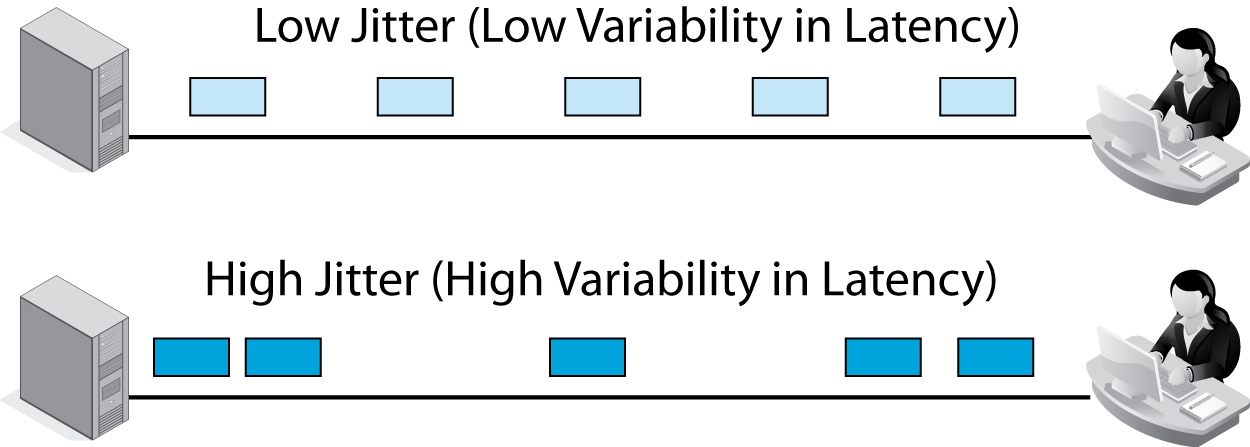 Low Jitter (Low Variability in Latency)
High Jitter (High Variability in Latency)